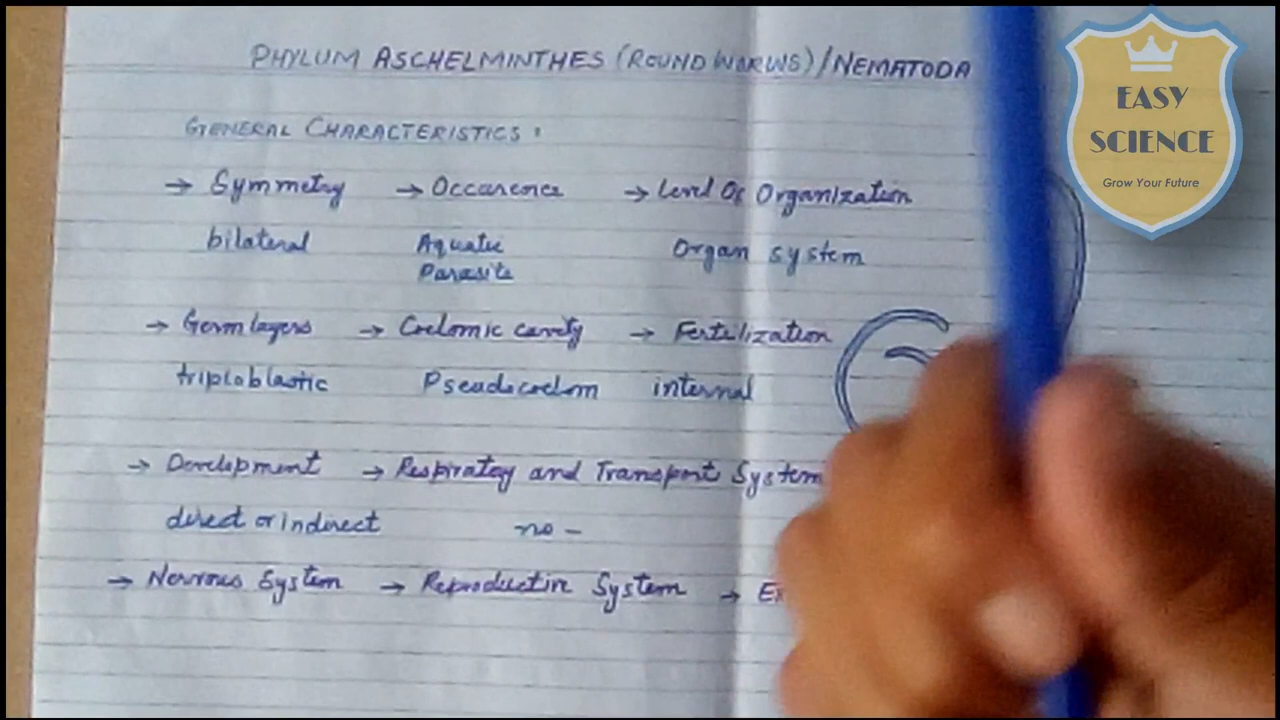 PHYLUM ASCHELMINTHES (ROUND WORWS)/NEMATODA
EASY
SCIENCE
Grow Your Future
GENERAL CHARACTERISTICS:
→ Symmetry → Occurence → Level Of Organization
bilateral Aquatic Organ system
Parasite
→ Germ layers → Coelomic cavity → Fertilization
triploblastic Pseudocoelom internal
→ Development → Respiratoy and Transport System
direct or indirect no –
→ Nervous System → Reproductive System →